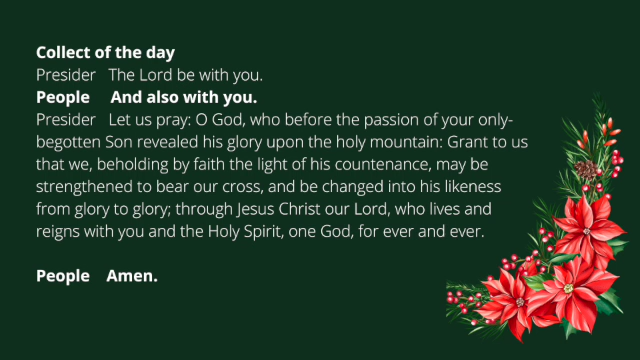 Collect of the day
Presider The Lord be with you.
People And also with you.
Presider Let us pray: O God, who before the passion of your only-
begotten Son revealed his glory upon the holy mountain: Grant to us
that we, beholding by faith the light of his countenance, may be
strengthened to bear our cross, and be changed into his likeness
from glory to glory; through Jesus Christ our Lord, who lives and
reigns with you and the Holy Spirit, one God, for ever and ever.
People Amen.